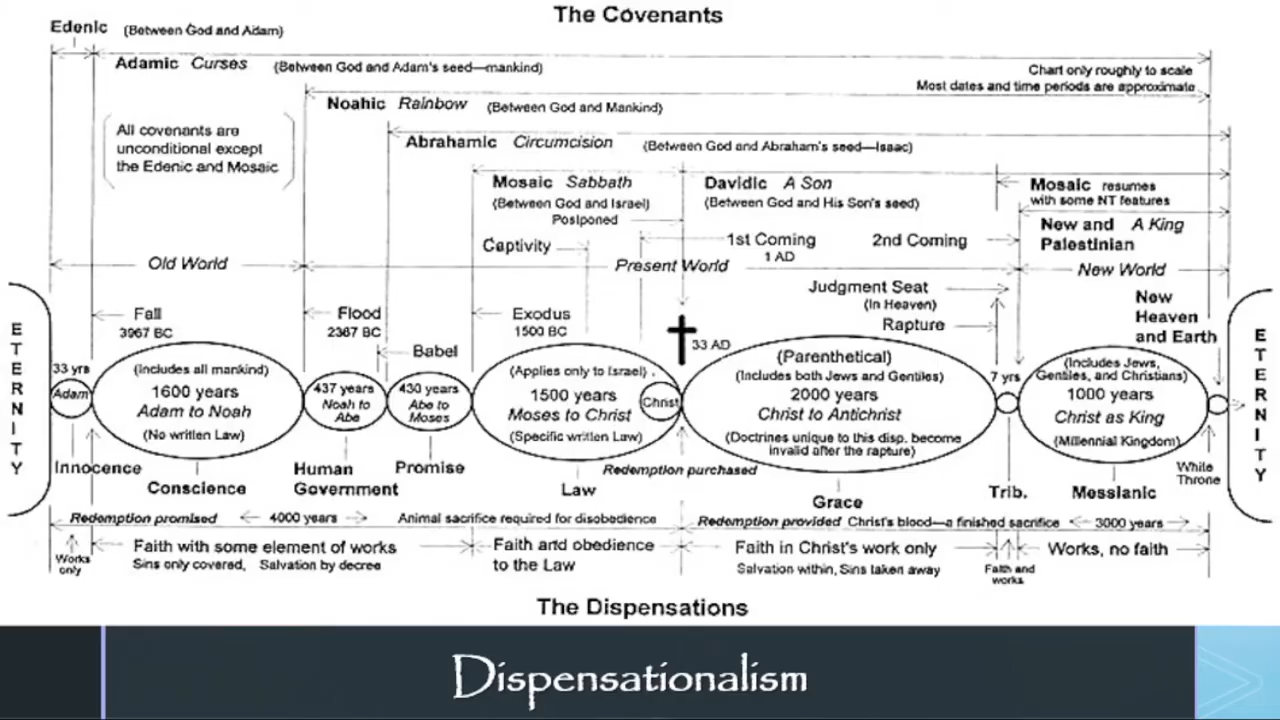 The Covenants
Edenic (Between God and Adam)
Adamic Curses (Between God and Adam's seed—mankind)
Chart only roughly to scale
Most dates and time periods are approximate
Noahic Rainbow (Between God and Mankind)
All covenants are
unconditional except
the Edenic and Mosaic
Abrahamic Circumcision (Between God and Abraham's seed—Isaac)
Mosaic Sabbath
(Between God and Israel)
Postponed
Davidic A Son
(Between God and His Son's seed)
Mosaic resumes
with some NT features
New and A King
Palestinian
Captivity
1st Coming
1 AD
2nd Coming
Old World
Present World
New World
Judgment Seat
(In Heaven)
Rapture
New
Heaven
and Earth
Fall
3967 BC
Flood
2367 BC
Babel
Exodus
1500 BC
33 AD
ETERNITY
33 yrs
Adam
(Includes all mankind)
1600 years
Adam to Noah
(No written Law)
437 years
Noah to
Abe
430 years
Abe to
Moses
(Applies only to Israel)
1500 years
Moses to Christ
(Specific written Law)
Christ
(Parenthetical)
(Includes both Jews and Gentiles)
2000 years
Christ to Antichrist
(Doctrines unique to this disp. become
invalid after the rapture)
7 yrs
(Includes Jews,
Gentiles, and Christians)
1000 years
Christ as King
(Millennial Kingdom)
ETERNITY
Innocence
Conscience
Human
Government
Promise
Law
Redemption purchased
Grace
Trib.
Messianic
White
Throne
Redemption promised
4000 years
Animal sacrifice required for disobedience
Redemption provided Christ's blood—a finished sacrifice
3000 years
Works
only
Faith with some element of works
Sins only covered, Salvation by decree
Faith and obedience
to the Law
Faith in Christ's work only
Salvation within, Sins taken away
Faith and
works
Works, no faith
The Dispensations
Dispensationalism